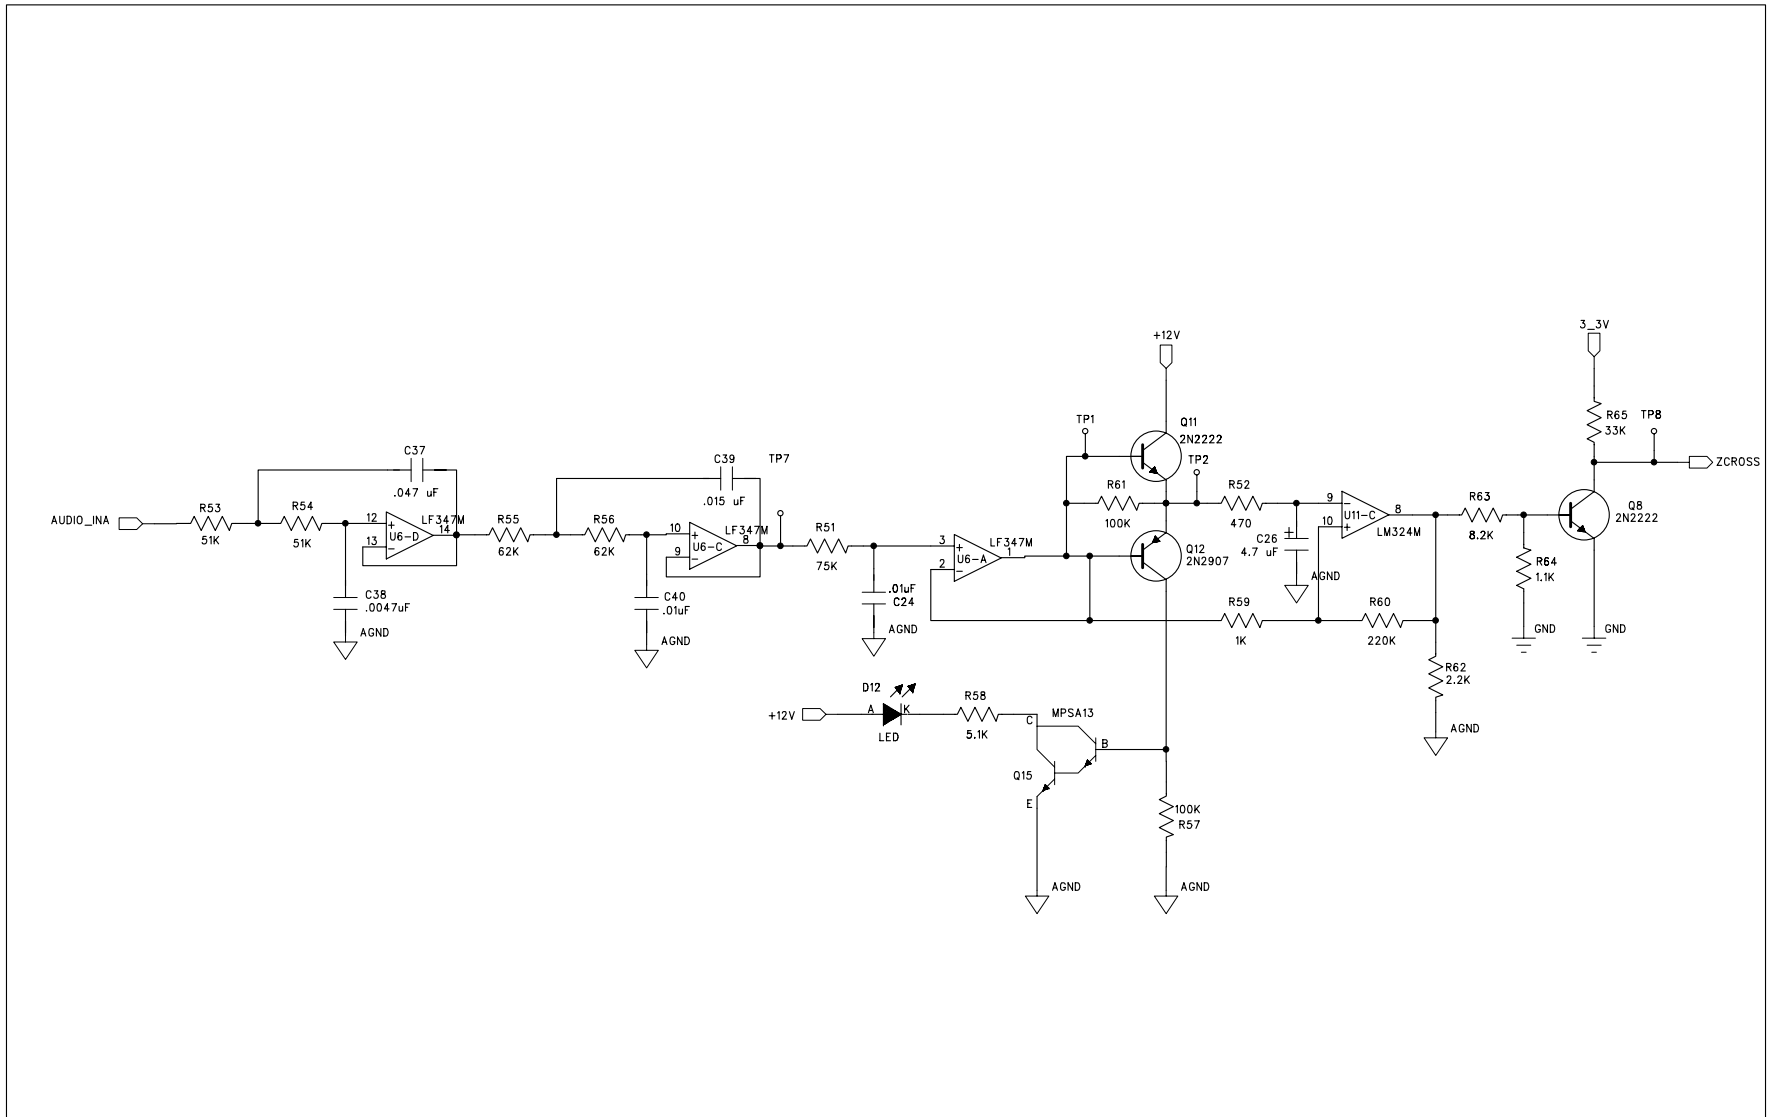 3_3V
+12V
R65
33K
TP8
ZCROSS
TP1
Q11
2N2222
TP2
C37
.047 uF
C39
.015 uF
TP7
R61
100K
R52
470
9
10
U11-C
8
LM324M
R63
8.2K
Q8
2N2222
AUDIO_INA
R53
51K
R54
51K
12
13
U6-D
14
LF347M
R55
62K
R56
62K
10
9
U6-C
8
LF347M
R51
75K
3
2
U6-A
1
LF347M
Q12
2N2907
C26
4.7 uF
AGND
R64
1.1K
GND
GND
C38
.0047uF
AGND
C40
.01uF
AGND
.01uF
C24
AGND
R59
1K
R60
220K
R62
2.2K
AGND
D12
+12V
A
K
LED
R58
5.1K
C
MPSA13
B
Q15
E
100K
R57
AGND
AGND